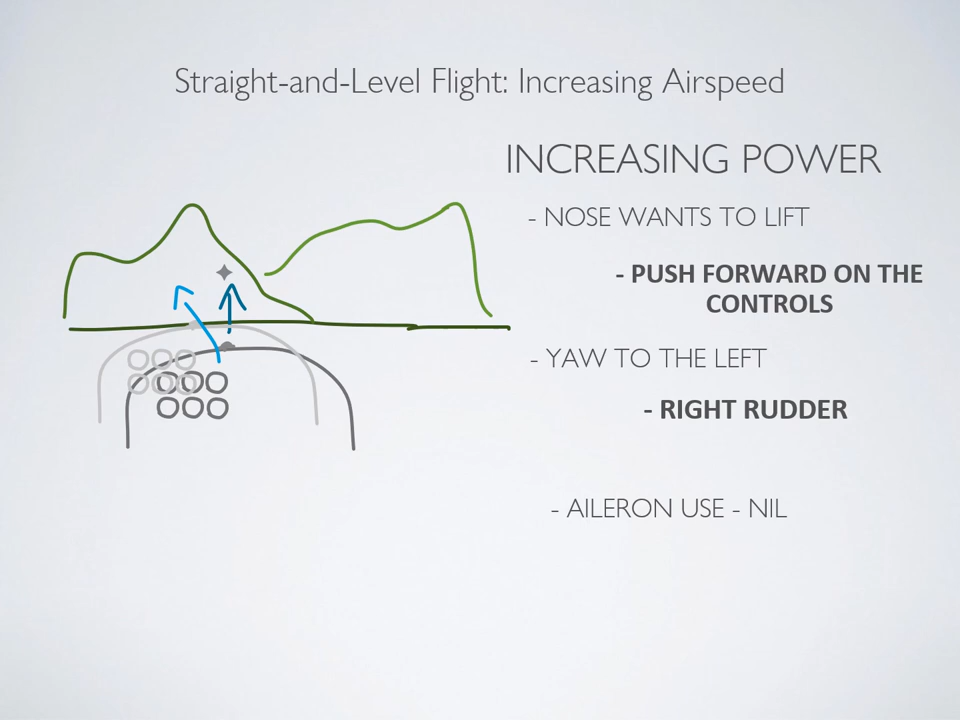 Straight-and-Level Flight: Increasing Airspeed
INCREASING POWER
- NOSE WANTS TO LIFT
- PUSH FORWARD ON THE
CONTROLS
- YAW TO THE LEFT
- RIGHT RUDDER
- AILERON USE - NIL